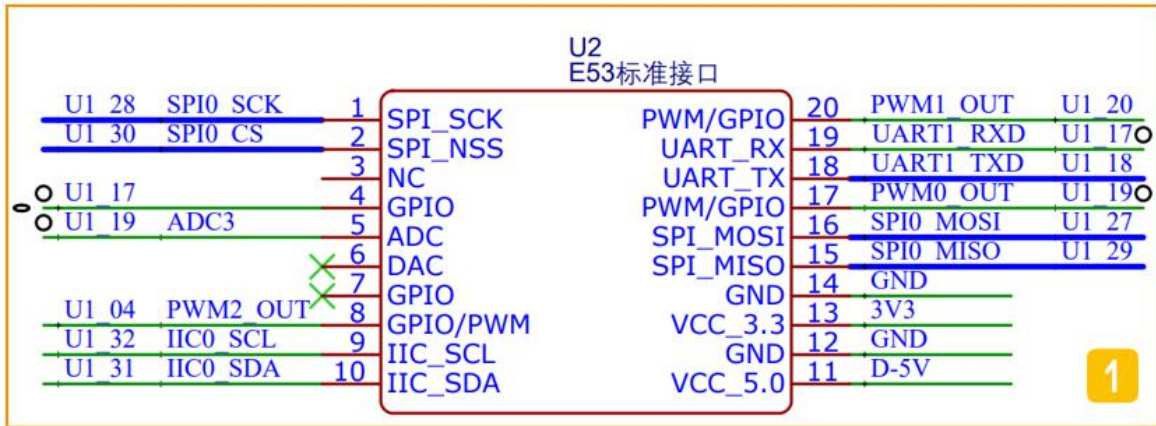 U2
E53标准接口
U1_28 SPI0_SCK 1 SPI_SCK PWM/GPIO 20 PWM1_OUT U1_20
U1_30 SPI0_CS 2 SPI_NSS UART_RX 19 UART1_RXD U1_17
3 NC UART_TX 18 UART1_TXD U1_18
U1_17 4 GPIO PWM/GPIO 17 PWM0_OUT U1_19
U1_19 ADC3 5 ADC SPI_MOSI 16 SPI0_MOSI U1_27
6 DAC SPI_MISO 15 SPI0_MISO U1_29
7 GPIO GND 14 GND
U1_04 PWM2_OUT 8 GPIO/PWM VCC_3.3 13 3V3
U1_32 IIC0_SCL 9 IIC_SCL GND 12 GND
U1_31 IIC0_SDA 10 IIC_SDA VCC_5.0 11 D-5V
1